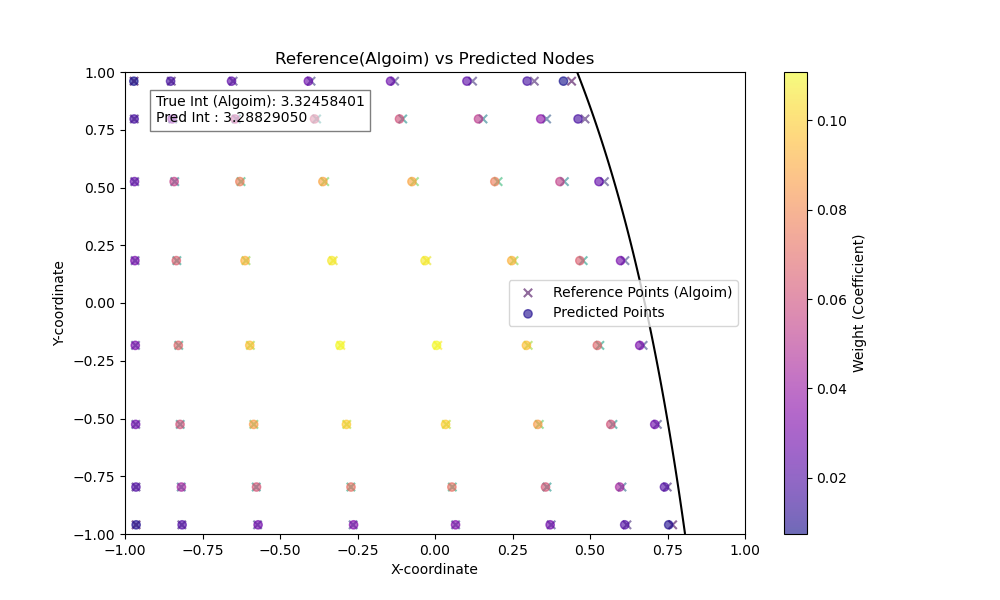 Reference(Algoim) vs Predicted Nodes
True Int (Algoim): 3.32458401
Pred Int : 3.28829050
Reference Points (Algoim)
Predicted Points
Y-coordinate
1.00
0.75
0.50
0.25
0.00
−0.25
−0.50
−0.75
−1.00
−1.00 −0.75 −0.50 −0.25 0.00 0.25 0.50 0.75 1.00
X-coordinate
0.10
0.08
0.06
0.04
0.02
Weight (Coefficient)